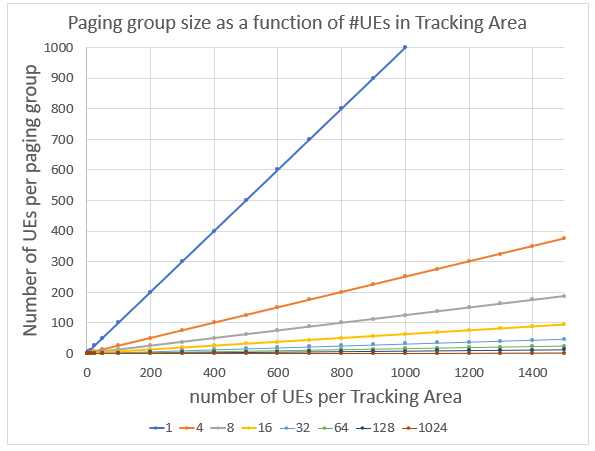 Paging group size as a function of #UEs in Tracking Area
1000
900
800
700
600
500
400
300
200
100
0
Number of UEs per paging group
0 200 400 600 800 1000 1200 1400
number of UEs per Tracking Area
1 4 8 16 32 64 128 1024